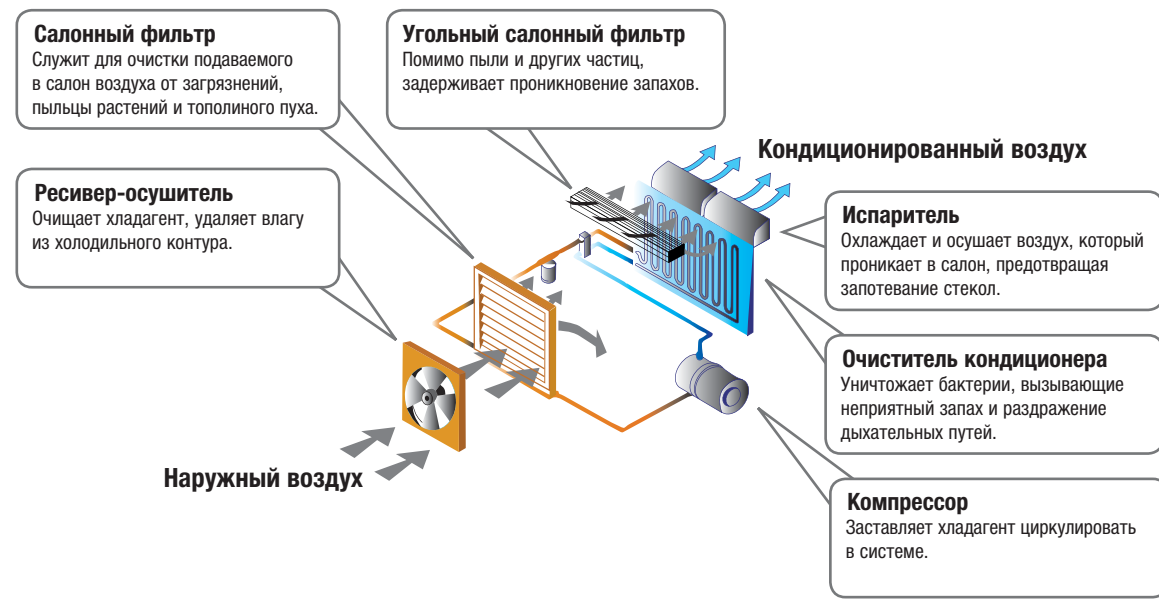 Салонный фильтр
Служит для очистки подаваемого
в салон воздуха от загрязнений,
пыльцы растений и тополиного пуха.
Угольный салонный фильтр
Помимо пыли и других частиц,
задерживает проникновение запахов.
Кондиционированный воздух
Ресивер-осушитель
Очищает хладагент, удаляет влагу
из холодильного контура.
Испаритель
Охлаждает и осушает воздух, который
проникает в салон, предотвращая
запотевание стекол.
Очиститель кондиционера
Уничтожает бактерии, вызывающие
неприятный запах и раздражение
дыхательных путей.
Наружный воздух
Компрессор
Заставляет хладагент циркулировать
в системе.